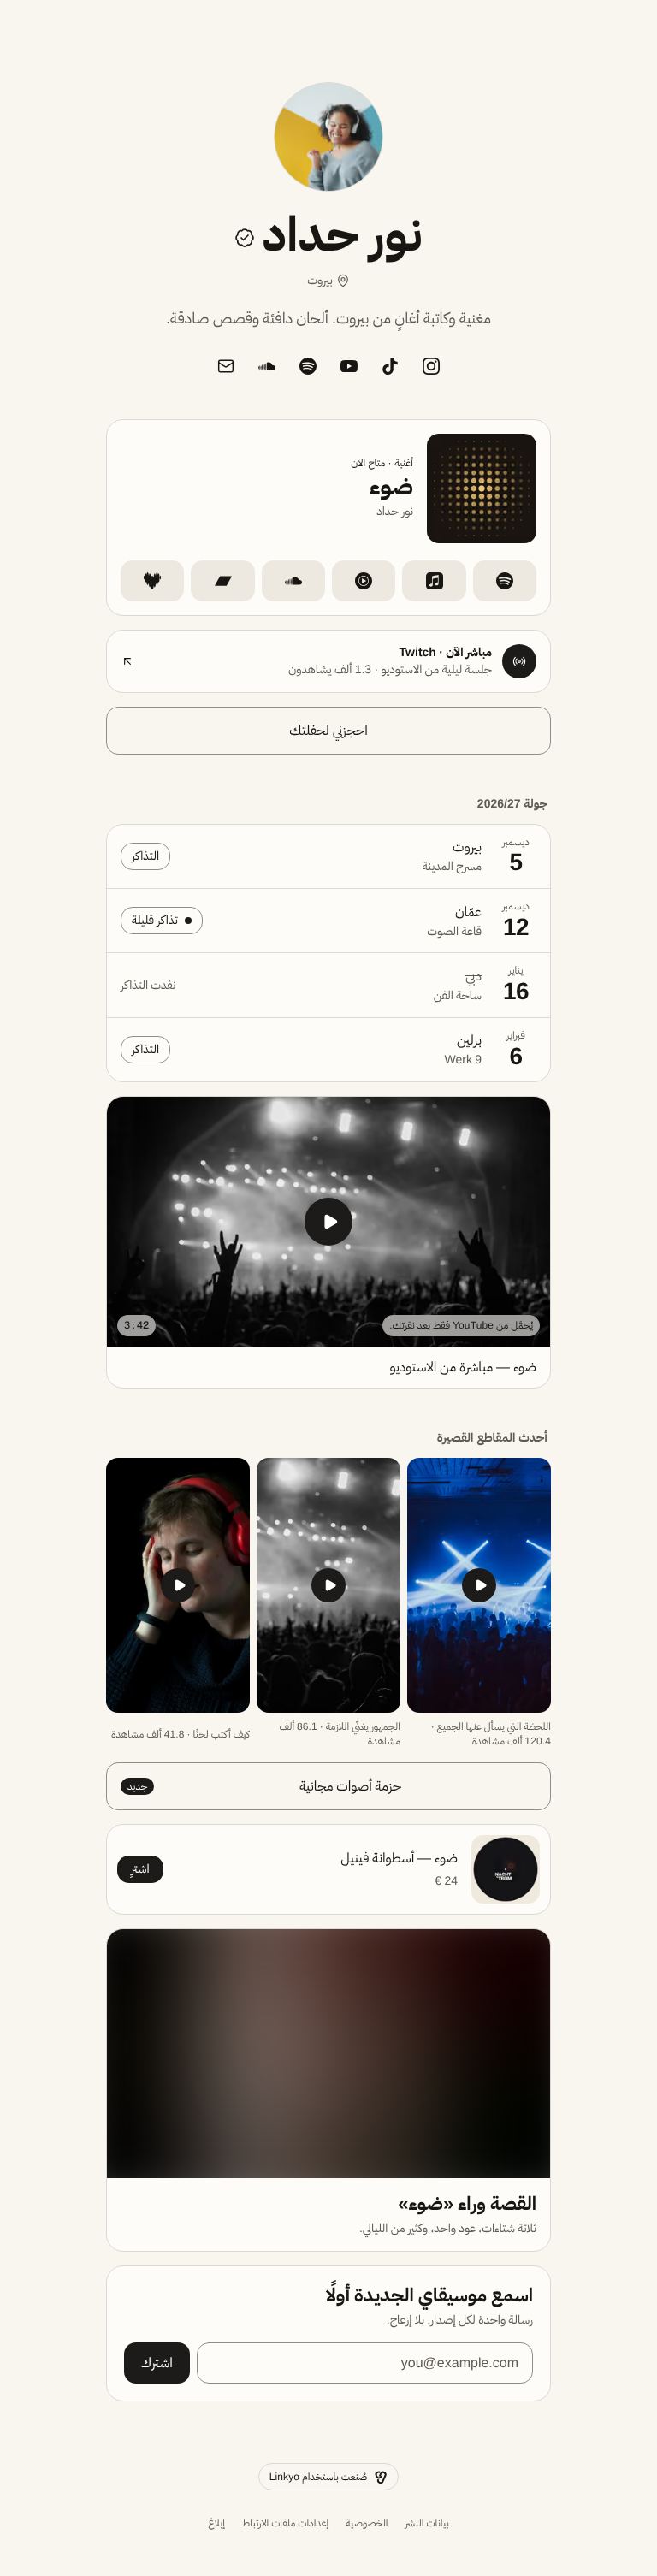 نور حداد
بيروت
مغنية وكاتبة أغانٍ من بيروت. ألحان دافئة وقصص صادقة.
أغنية · متاح الآن
ضوء
نور حداد
مباشر الآن · Twitch
جلسة ليلية من الاستوديو · 1.3 ألف يشاهدون
احجزني لحفلتك
جولة 2026/27
ديسمبر
5
بيروت
مسرح المدينة
التذاكر
ديسمبر
12
عمّان
قاعة الصوت
تذاكر قليلة
يناير
16
دبي
ساحة الفن
نفدت التذاكر
فبراير
6
برلين
Werk 9
التذاكر
يُحمَّل من YouTube فقط بعد نقرتك.
3:42
ضوء — مباشرة من الاستوديو
أحدث المقاطع القصيرة
اللحظة التي يسأل عنها الجميع ·
120.4 ألف مشاهدة
الجمهور يغنّي اللازمة · 86.1 ألف
مشاهدة
كيف أكتب لحنًا · 41.8 ألف مشاهدة
حزمة أصوات مجانية
جديد
NACHT
STROM
ضوء — أسطوانة فينيل
24 €
اشترِ
القصة وراء «ضوء»
ثلاثة شتاءات، عود واحد، وكثير من الليالي.
اسمع موسيقاي الجديدة أولًا
رسالة واحدة لكل إصدار. بلا إزعاج.
you@example.com
اشترك
صُنعت باستخدام Linkyo
بيانات النشر
الخصوصية
إعدادات ملفات الارتباط
إبلاغ